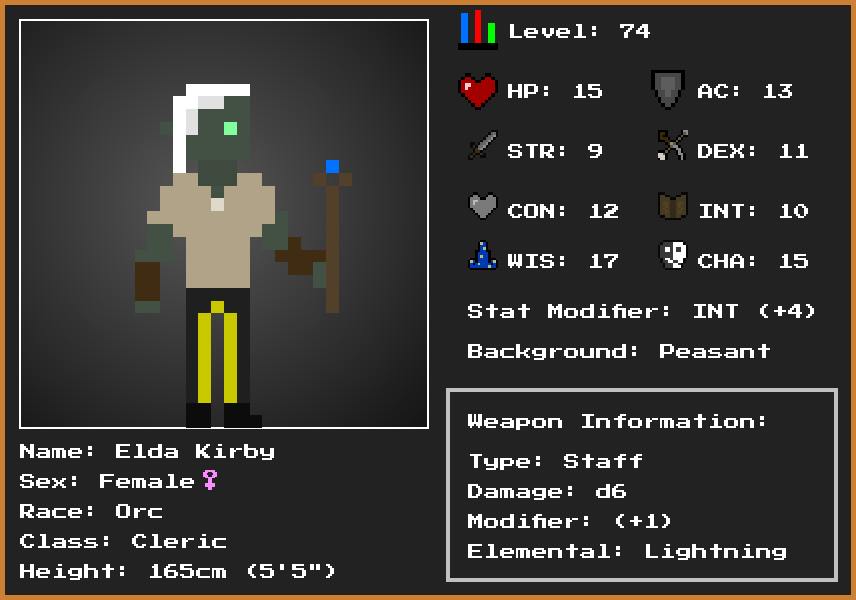 Level: 74
HP: 15 AC: 13
STR: 9 DEX: 11
CON: 12 INT: 10
WIS: 17 CHA: 15
Stat Modifier: INT (+4)
Background: Peasant
Weapon Information:
Type: Staff
Damage: d6
Modifier: (+1)
Elemental: Lightning
Name: Elda Kirby
Sex: Female♀
Race: Orc
Class: Cleric
Height: 165cm (5'5")